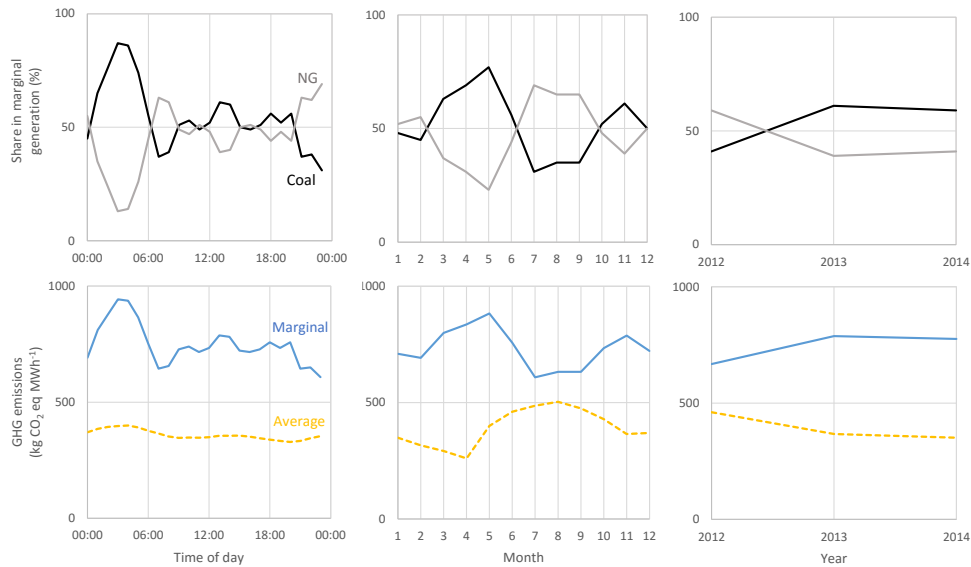 100
50
0
Share in marginal
generation (%)
NG
Coal
00:00 06:00 12:00 18:00 00:00
100
50
0
1 2 3 4 5 6 7 8 9 10 11 12
100
50
0
2012 2013 2014
1000
500
0
GHG emissions
(kg CO₂ eq MWh⁻¹)
Marginal
Average
00:00 06:00 12:00 18:00 00:00
Time of day
1000
500
0
1 2 3 4 5 6 7 8 9 10 11 12
Month
1000
500
0
2012 2013 2014
Year